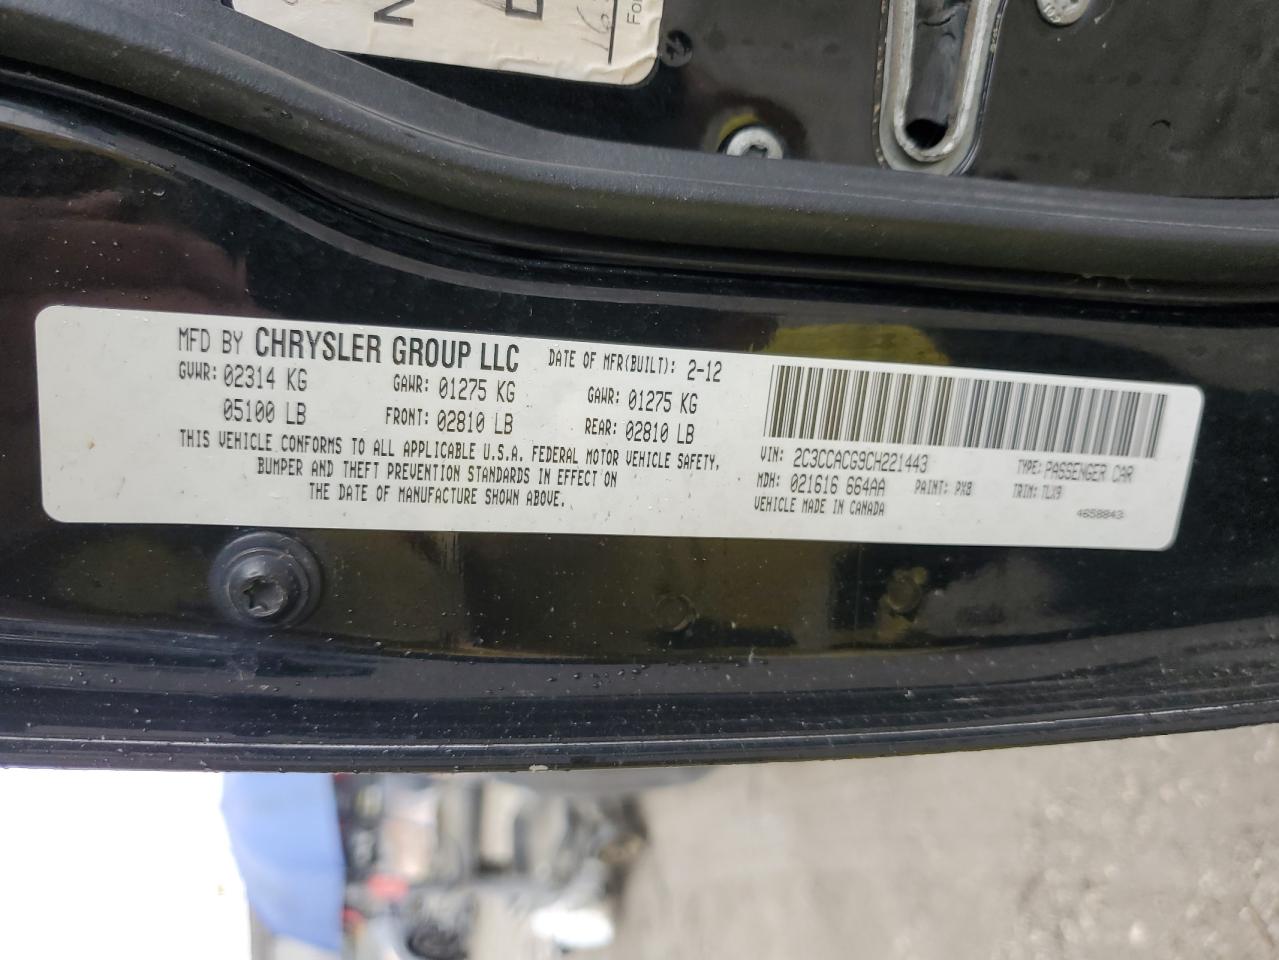 MFD BY CHRYSLER GROUP LLC DATE OF MFR(BUILT): 2-12
GVWR: 02314 KG GAWR: 01275 KG GAWR: 01275 KG
05100 LB FRONT: 02810 LB REAR: 02810 LB
THIS VEHICLE CONFORMS TO ALL APPLICABLE U.S.A. FEDERAL MOTOR VEHICLE SAFETY,
BUMPER AND THEFT PREVENTION STANDARDS IN EFFECT ON
THE DATE OF MANUFACTURE SHOWN ABOVE.
VIN: 2C3CCACG9CH221443 TYPE: PASSENGER CAR
MDH: 021616 664AA PAINT: PX8 TRIM: TLX9
VEHICLE MADE IN CANADA 4658843